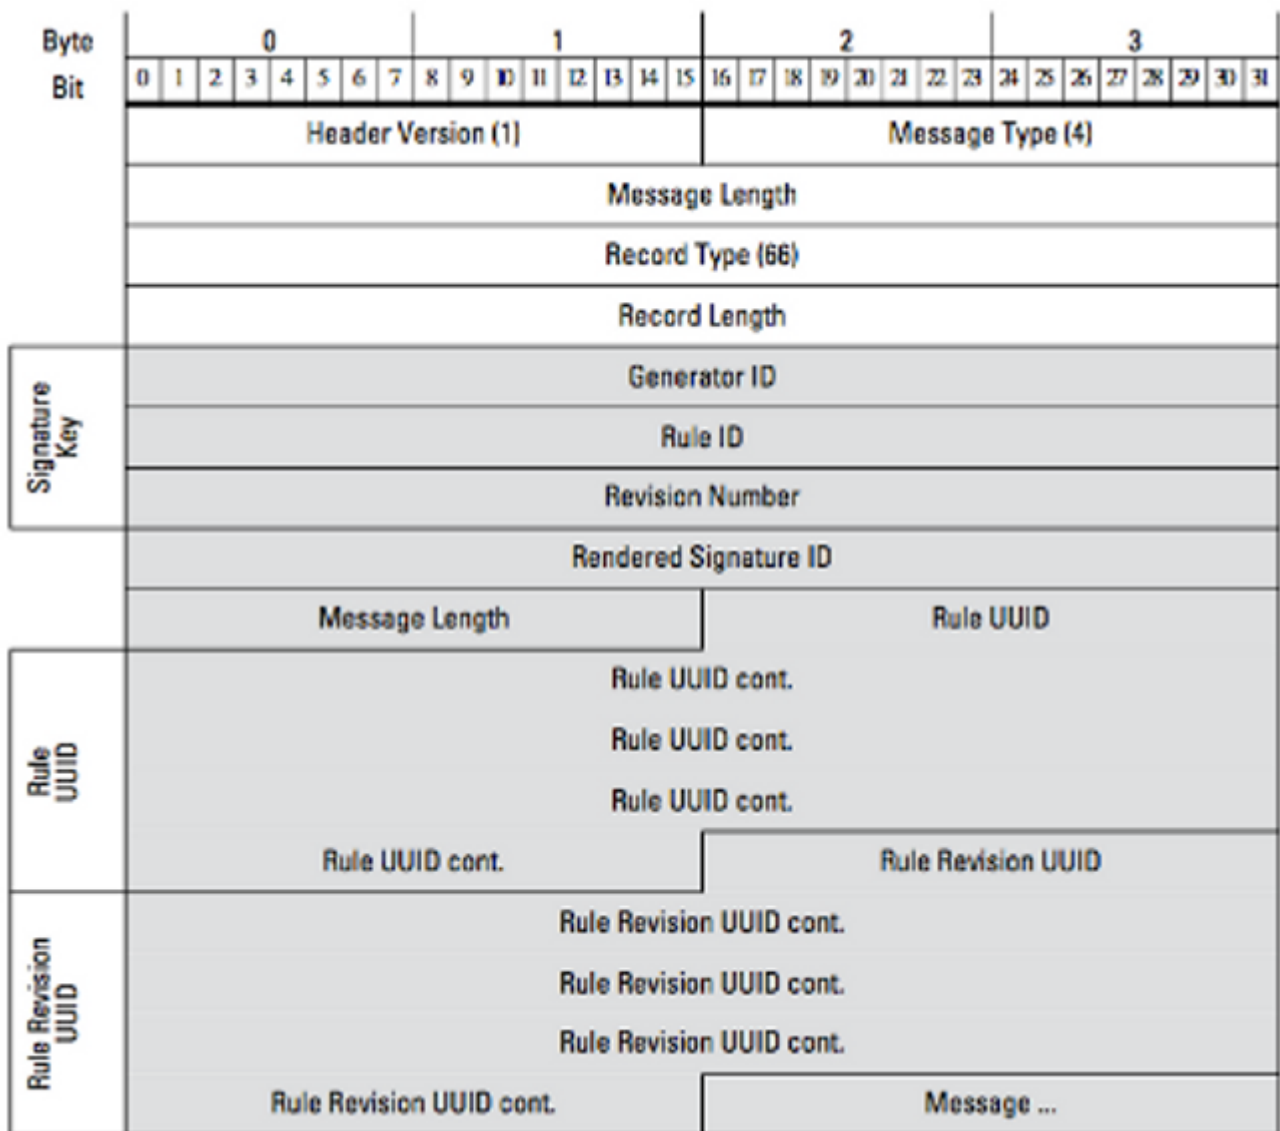 Byte 0 1 2 3
Bit 0 1 2 3 4 5 6 7 8 9 10 11 12 13 14 15 16 17 18 19 20 21 22 23 24 25 26 27 28 29 30 31
Header Version (1) Message Type (4)
Message Length
Record Type (66)
Record Length
Signature
Key
Generator ID
Rule ID
Revision Number
Rendered Signature ID
Message Length Rule UUID
Rule
UUID
Rule UUID cont.
Rule UUID cont.
Rule UUID cont.
Rule UUID cont. Rule Revision UUID
Rule Revision
UUID
Rule Revision UUID cont.
Rule Revision UUID cont.
Rule Revision UUID cont.
Rule Revision UUID cont. Message ...